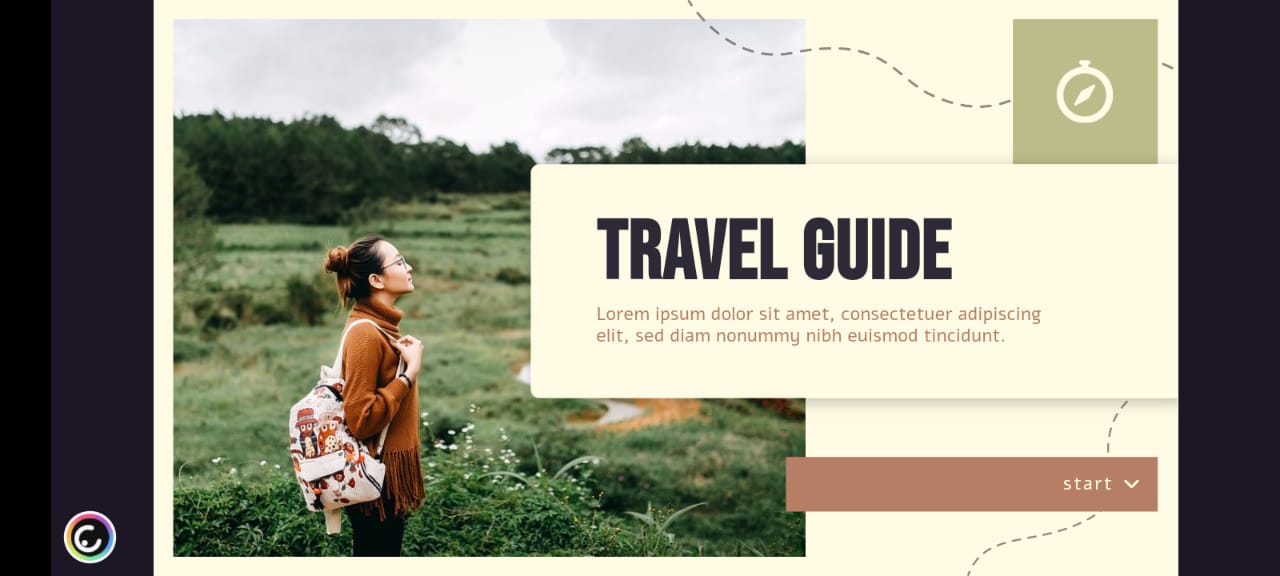 TRAVEL GUIDE
Lorem ipsum dolor sit amet, consectetuer adipiscing
elit, sed diam nonummy nibh euismod tincidunt.
start